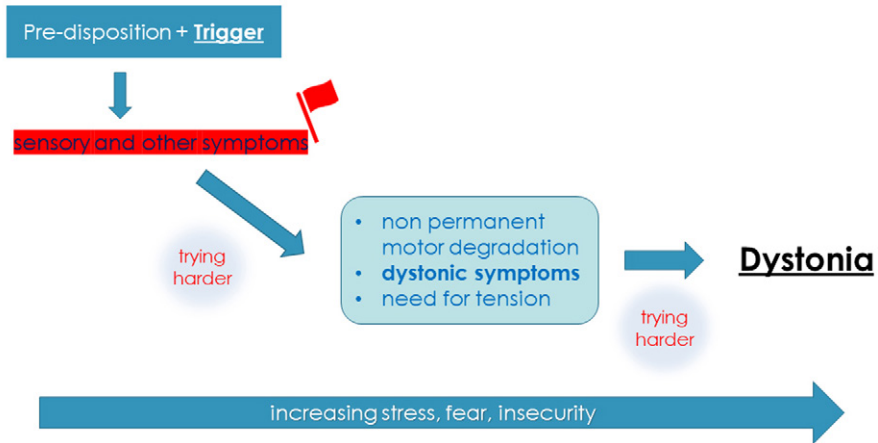 Pre-disposition + Trigger
sensory and other symptoms
trying
harder
• non permanent
motor degradation
• dystonic symptoms
• need for tension
Dystonia
trying
harder
increasing stress, fear, insecurity